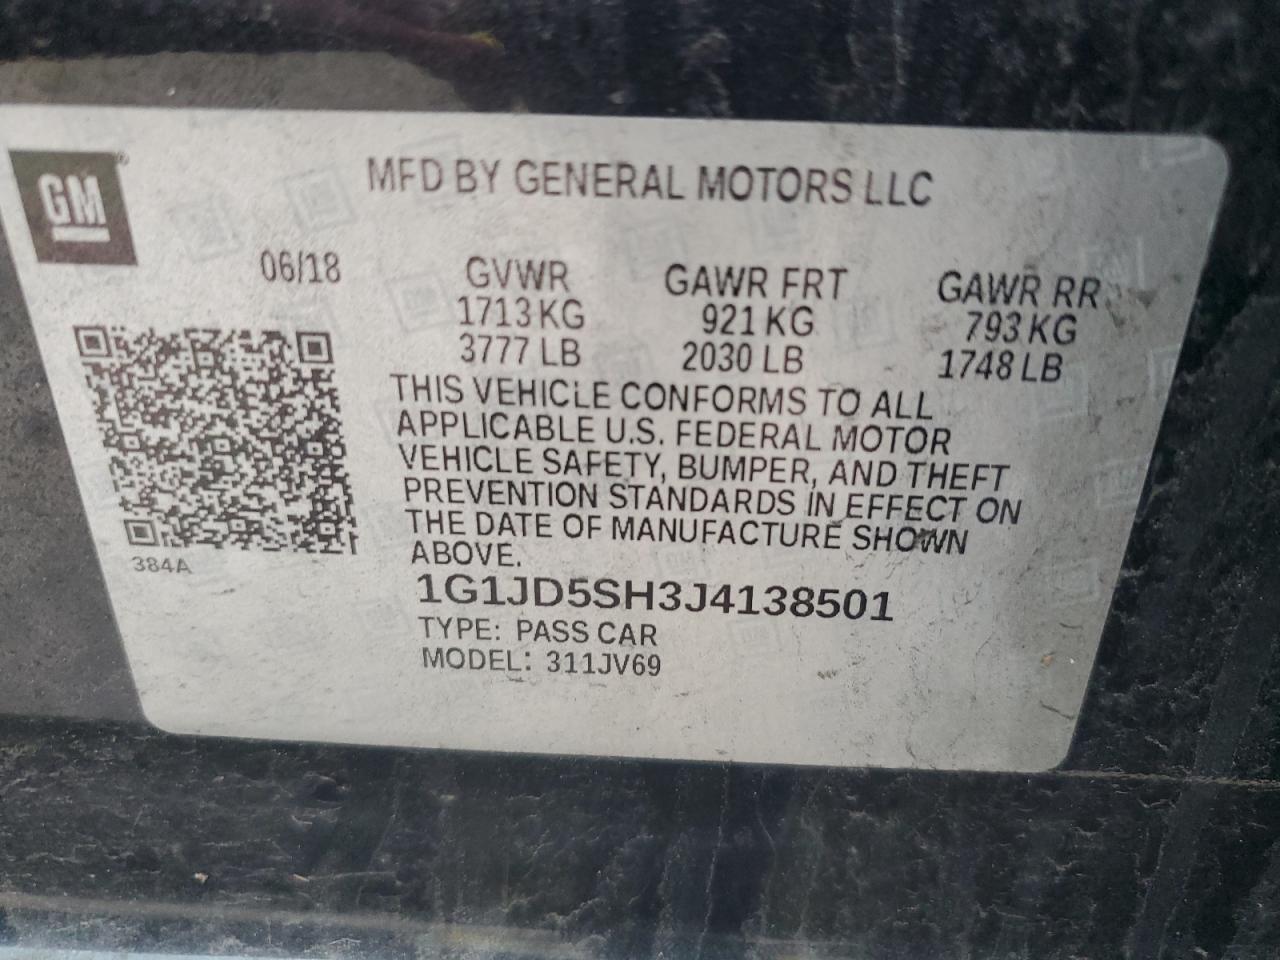 GM
MFD BY GENERAL MOTORS LLC
06/18
GVWR GAWR FRT GAWR RR
1713 KG 921 KG 793 KG
3777 LB 2030 LB 1748 LB
THIS VEHICLE CONFORMS TO ALL
APPLICABLE U.S. FEDERAL MOTOR
VEHICLE SAFETY, BUMPER, AND THEFT
PREVENTION STANDARDS IN EFFECT ON
THE DATE OF MANUFACTURE SHOWN
ABOVE.
384A
1G1JD5SH3J4138501
TYPE: PASS CAR
MODEL: 311JV69